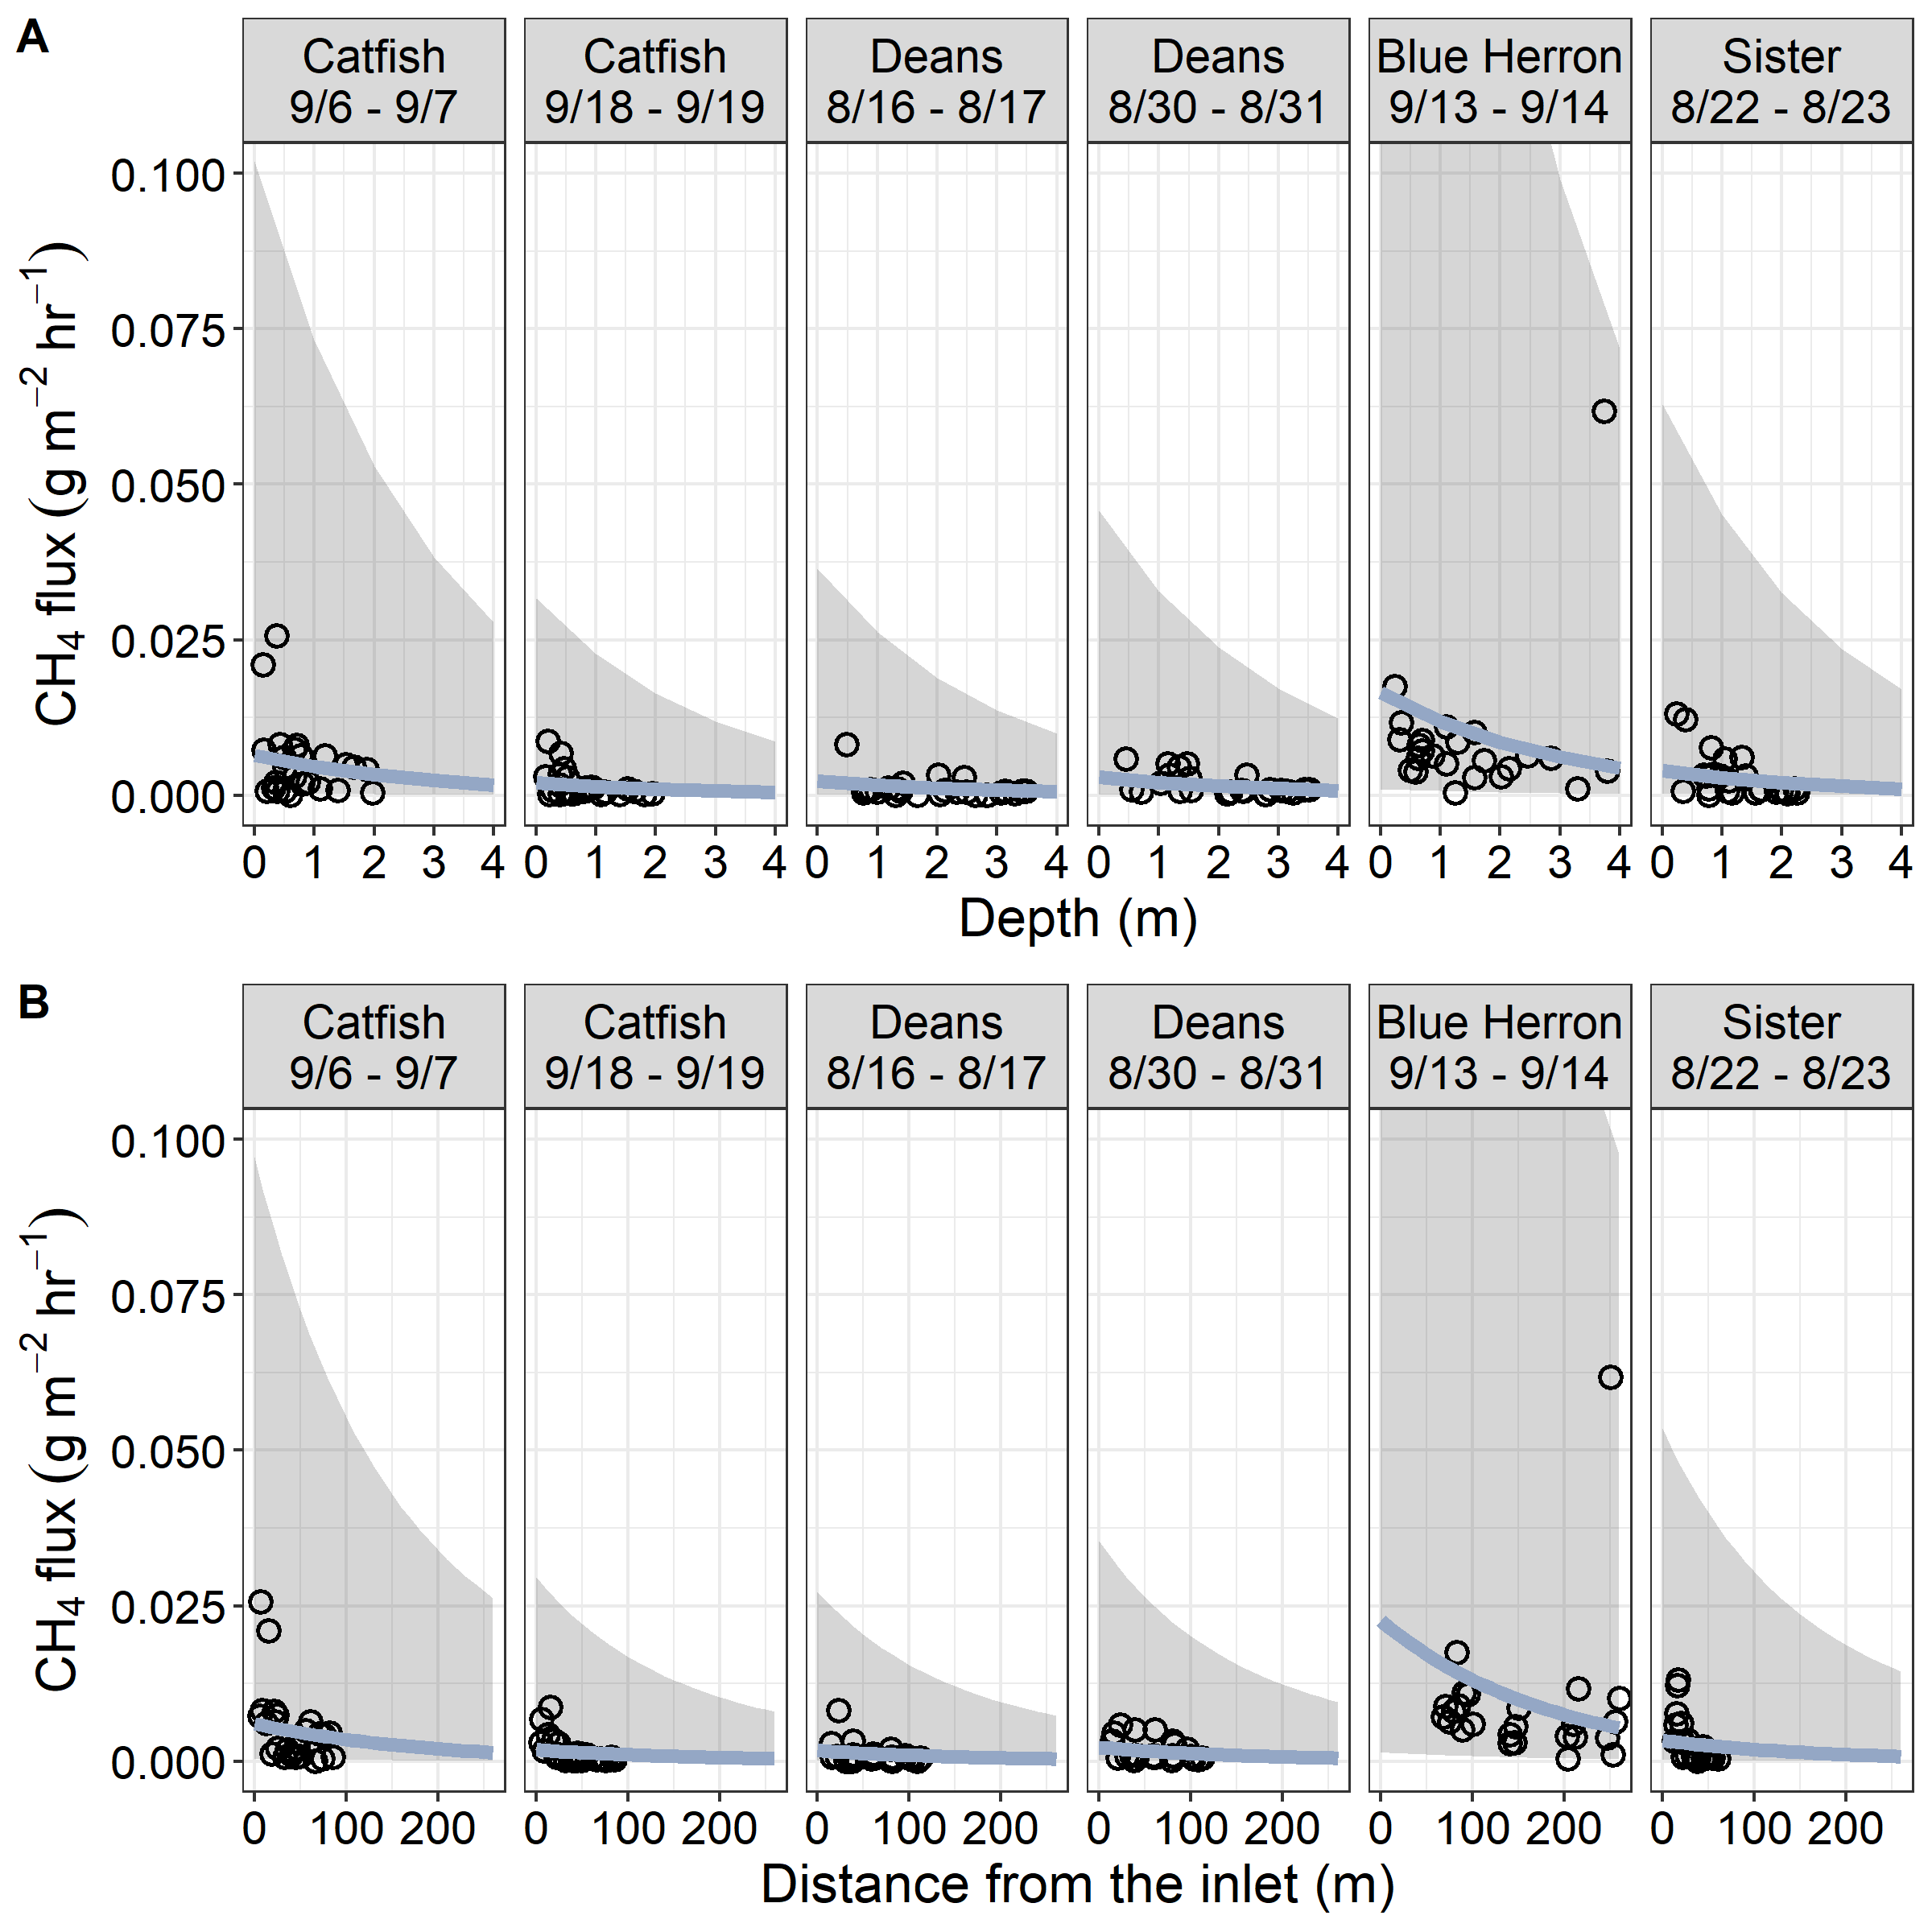 A
Catfish
9/6 - 9/7
Catfish
9/18 - 9/19
Deans
8/16 - 8/17
Deans
8/30 - 8/31
Blue Herron
9/13 - 9/14
Sister
8/22 - 8/23
CH₄ flux (g m⁻² hr⁻¹)
0.100
0.075
0.050
0.025
0.000
0 1 2 3 4
0 1 2 3 4
0 1 2 3 4
0 1 2 3 4
0 1 2 3 4
0 1 2 3 4
Depth (m)
B
Catfish
9/6 - 9/7
Catfish
9/18 - 9/19
Deans
8/16 - 8/17
Deans
8/30 - 8/31
Blue Herron
9/13 - 9/14
Sister
8/22 - 8/23
CH₄ flux (g m⁻² hr⁻¹)
0.100
0.075
0.050
0.025
0.000
0 100 200
0 100 200
0 100 200
0 100 200
0 100 200
0 100 200
Distance from the inlet (m)